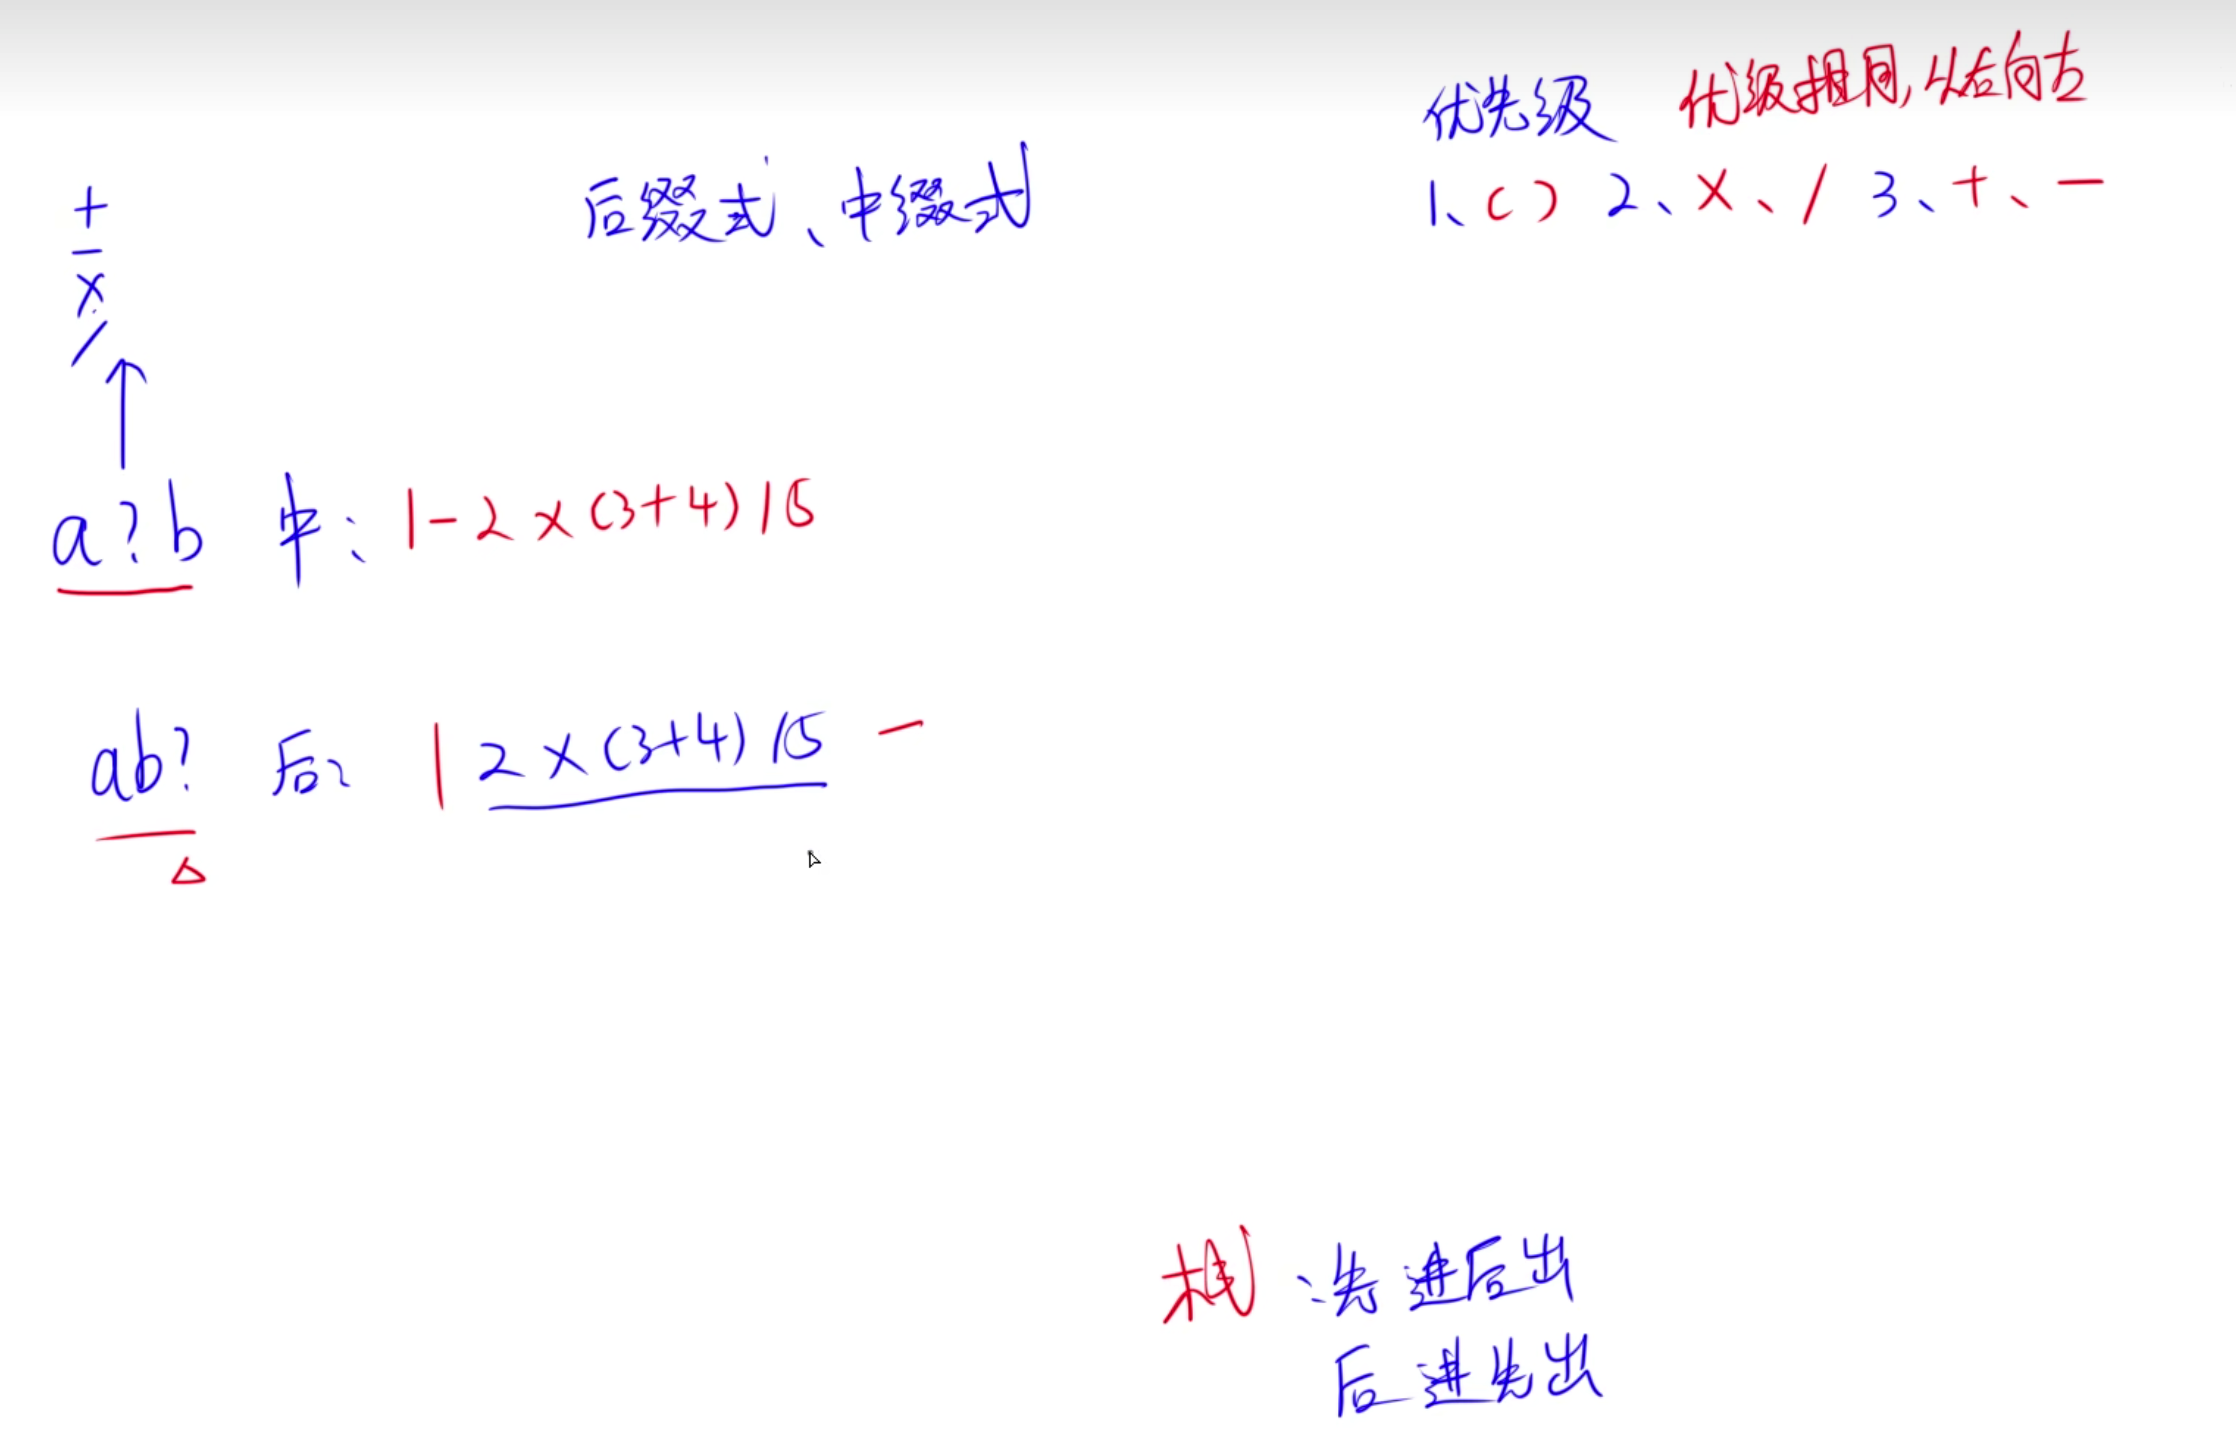 优先级 优级相同,从右向左
1、( ) 2、×、/ 3、+、-
后缀式、中缀式
+
-
×
/
a?b 中: 1-2×(3+4)/5
ab? 后: 1 2×(3+4)/5 -
栈:先进后出
后进先出